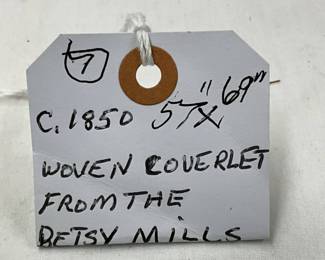 7
C. 1850 57"X 69"
WOVEN COVERLET
FROM THE
BETSY MILLS